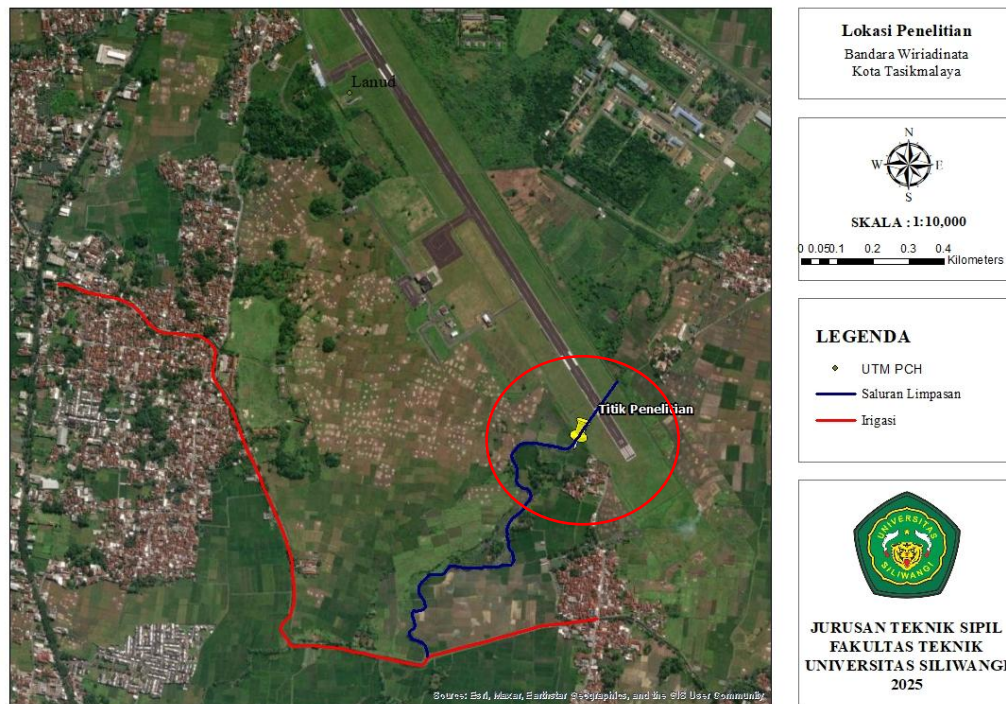 Lanud
Titik Penelitian
Source: Esri, Maxar, Earthstar Geographics, and the GIS User Community
Lokasi Penelitian
Bandara Wiriadinata
Kota Tasikmalaya
N
W E
S
SKALA : 1:10,000
0 0.05 0.1 0.2 0.3 0.4
Kilometers
LEGENDA
UTM PCH
Saluran Limpasan
Irigasi
UNIVERSITAS
SILIWANGI
JURUSAN TEKNIK SIPIL
FAKULTAS TEKNIK
UNIVERSITAS SILIWANGI
2025